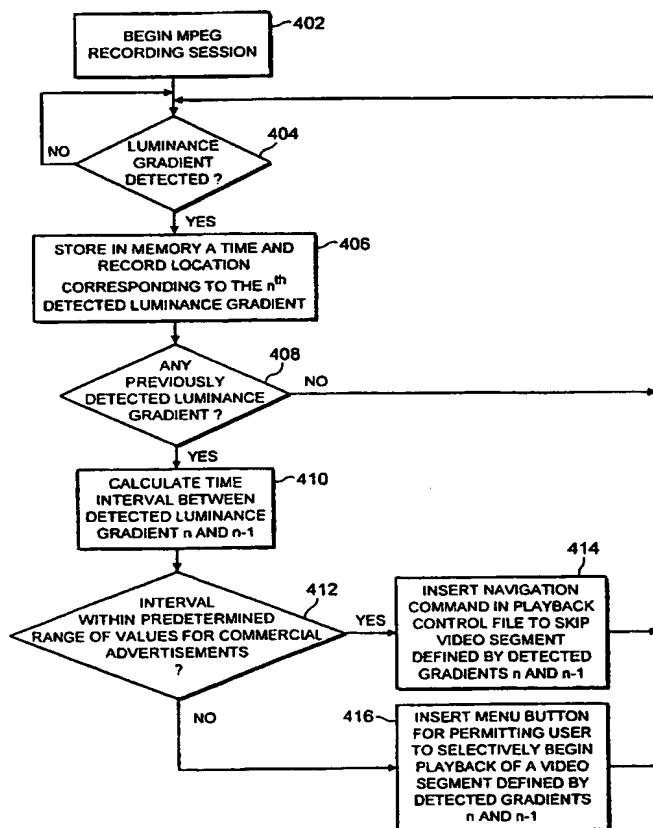 BEGIN MPEG
RECORDING SESSION
402
NO
LUMINANCE
GRADIENT
DETECTED ?
404
YES
STORE IN MEMORY A TIME AND
RECORD LOCATION
CORRESPONDING TO THE nth
DETECTED LUMINANCE GRADIENT
406
ANY
PREVIOUSLY
DETECTED LUMINANCE
GRADIENT ?
408
NO
YES
CALCULATE TIME
INTERVAL BETWEEN
DETECTED LUMINANCE
GRADIENT n AND n-1
410
INTERVAL
WITHIN PREDETERMINED
RANGE OF VALUES FOR COMMERCIAL
ADVERTISEMENTS
?
412
YES
414
INSERT NAVIGATION
COMMAND IN PLAYBACK
CONTROL FILE TO SKIP
VIDEO SEGMENT
DEFINED BY DETECTED
GRADIENTS n AND n-1
NO
416
INSERT MENU BUTTON
FOR PERMITTING USER
TO SELECTIVELY BEGIN
PLAYBACK OF A VIDEO
SEGMENT DEFINED BY
DETECTED GRADIENTS
n AND n-1